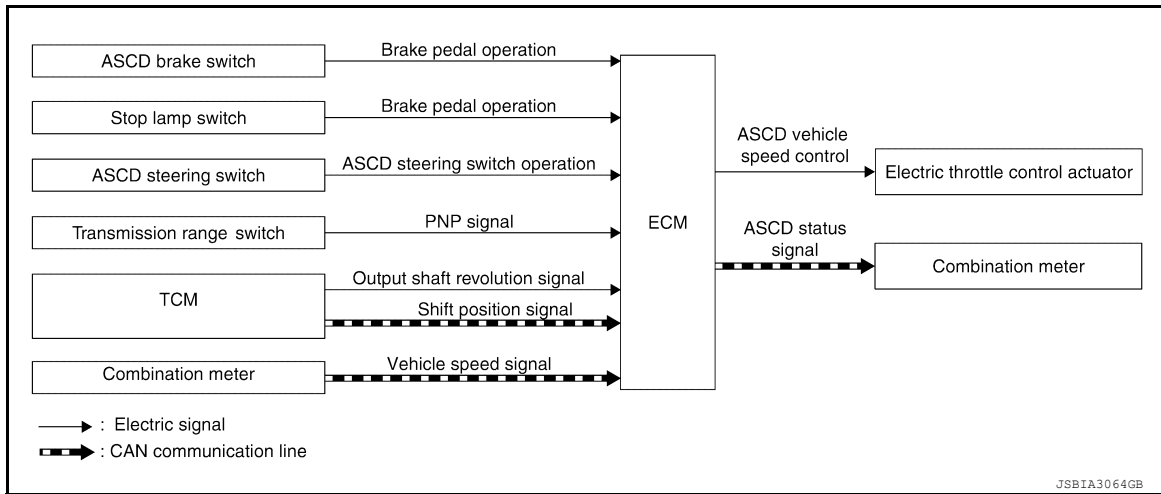 ASCD brake switch
Brake pedal operation
Stop lamp switch
Brake pedal operation
ASCD steering switch
ASCD steering switch operation
Transmission range switch
PNP signal
TCM
Output shaft revolution signal
Shift position signal
Combination meter
Vehicle speed signal
ECM
ASCD vehicle
speed control
Electric throttle control actuator
ASCD status
signal
Combination meter
: Electric signal
: CAN communication line
JSBIA3064GB